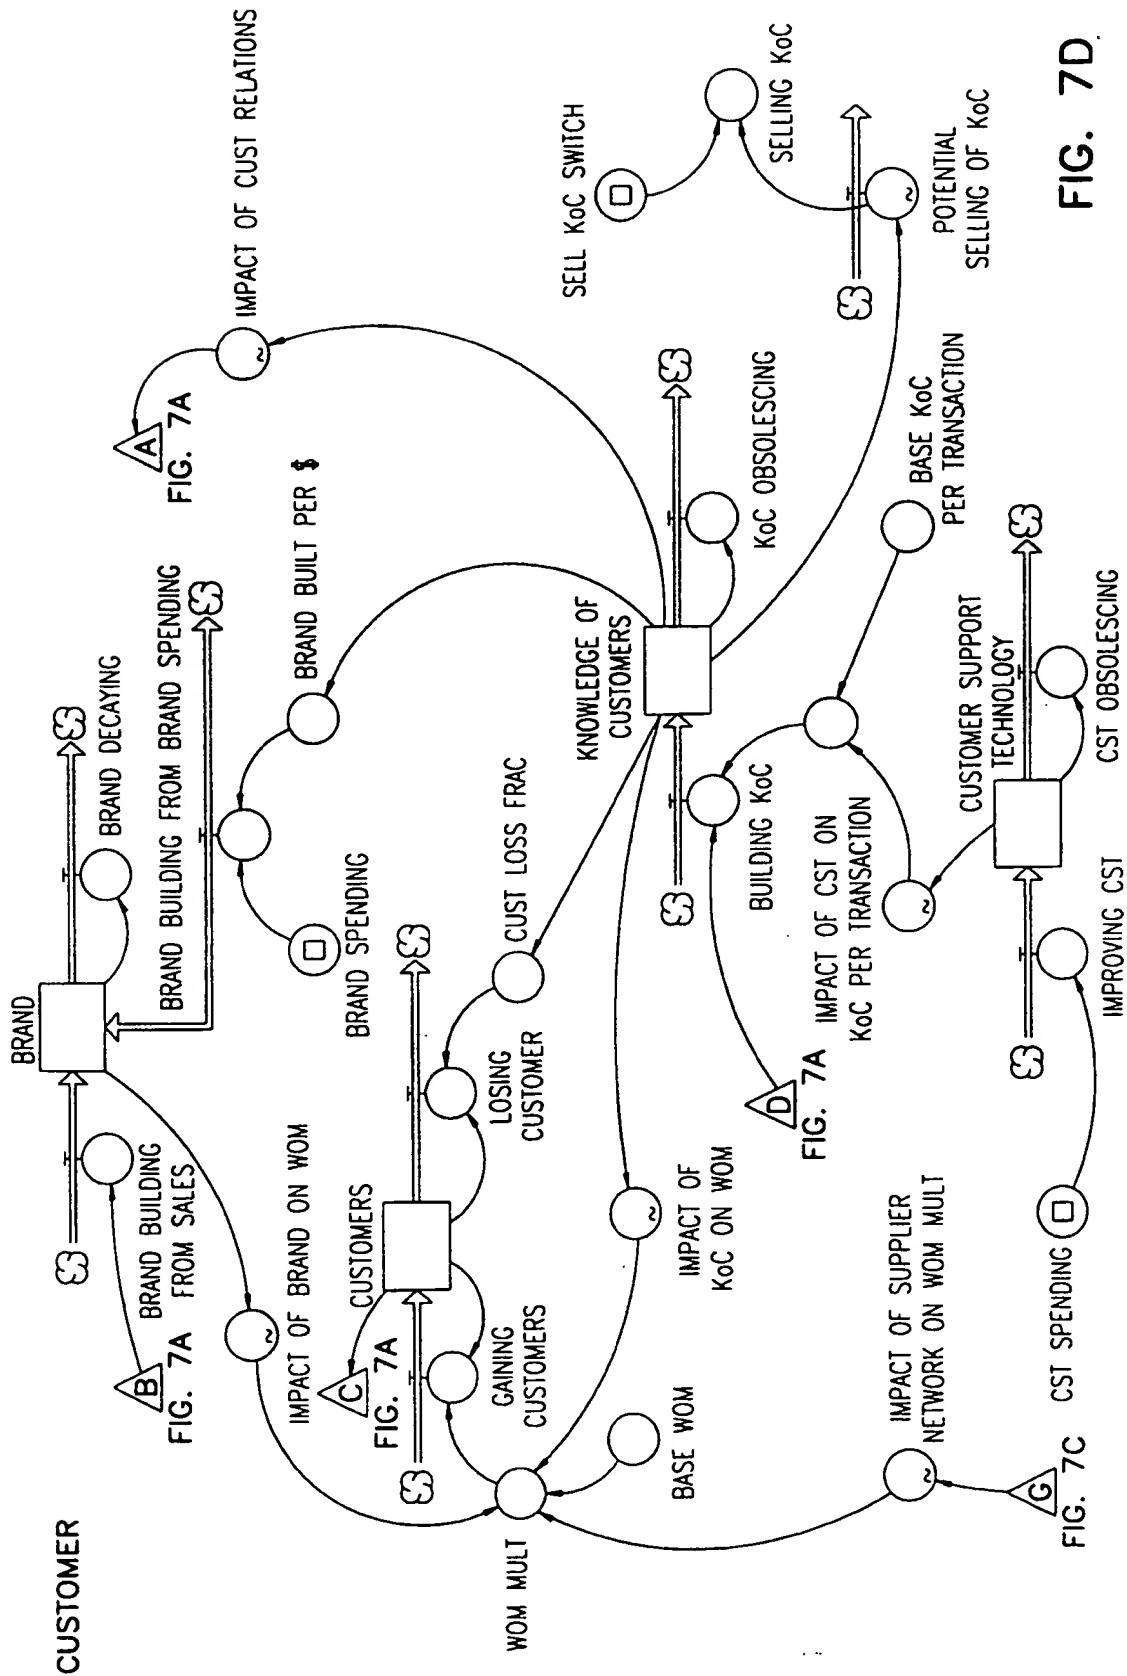 CUSTOMER
BRAND
BRAND DECAYING
BRAND BUILDING
FROM SALES
B
FIG. 7A
BRAND BUILDING FROM BRAND SPENDING
A
FIG. 7A
IMPACT OF CUST RELATIONS
BRAND BUILT PER $
BRAND SPENDING
IMPACT OF BRAND ON WOM
CUSTOMERS
C
FIG. 7A
GAINING
CUSTOMERS
LOSING
CUSTOMER
CUST LOSS FRAC
WOM MULT
BASE WOM
IMPACT OF
KoC ON WOM
KNOWLEDGE OF
CUSTOMERS
KoC OBSOLESCING
BUILDING KoC
SELL KoC SWITCH
SELLING KoC
POTENTIAL
SELLING OF KoC
D
FIG. 7A
IMPACT OF CST ON
KoC PER TRANSACTION
BASE KoC
PER TRANSACTION
IMPACT OF SUPPLIER
NETWORK ON WOM MULT
G
FIG. 7C
CST SPENDING
IMPROVING CST
CUSTOMER SUPPORT
TECHNOLOGY
CST OBSOLESCING
FIG. 7D